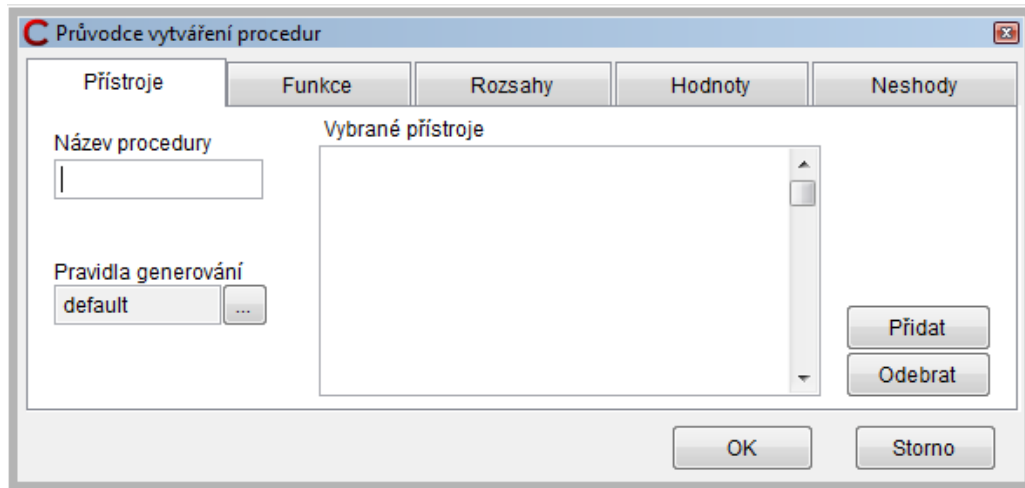 Průvodce vytváření procedur
Přístroje Funkce Rozsahy Hodnoty Neshody
Název procedury
Vybrané přístroje
Pravidla generování
default ...
Přidat
Odebrat
OK Storno